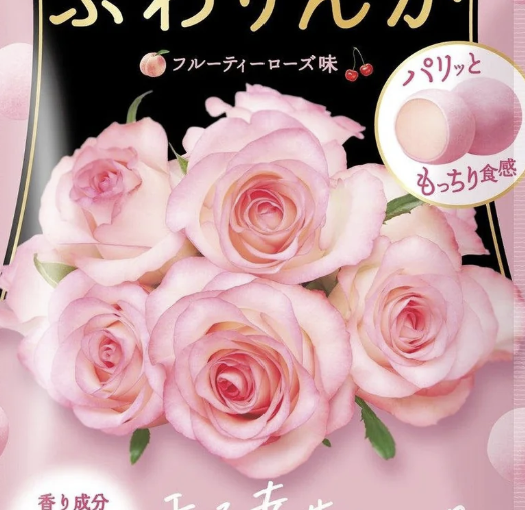 ふわりんか
フルーティーローズ味
パリッと
もっちり食感
香り成分